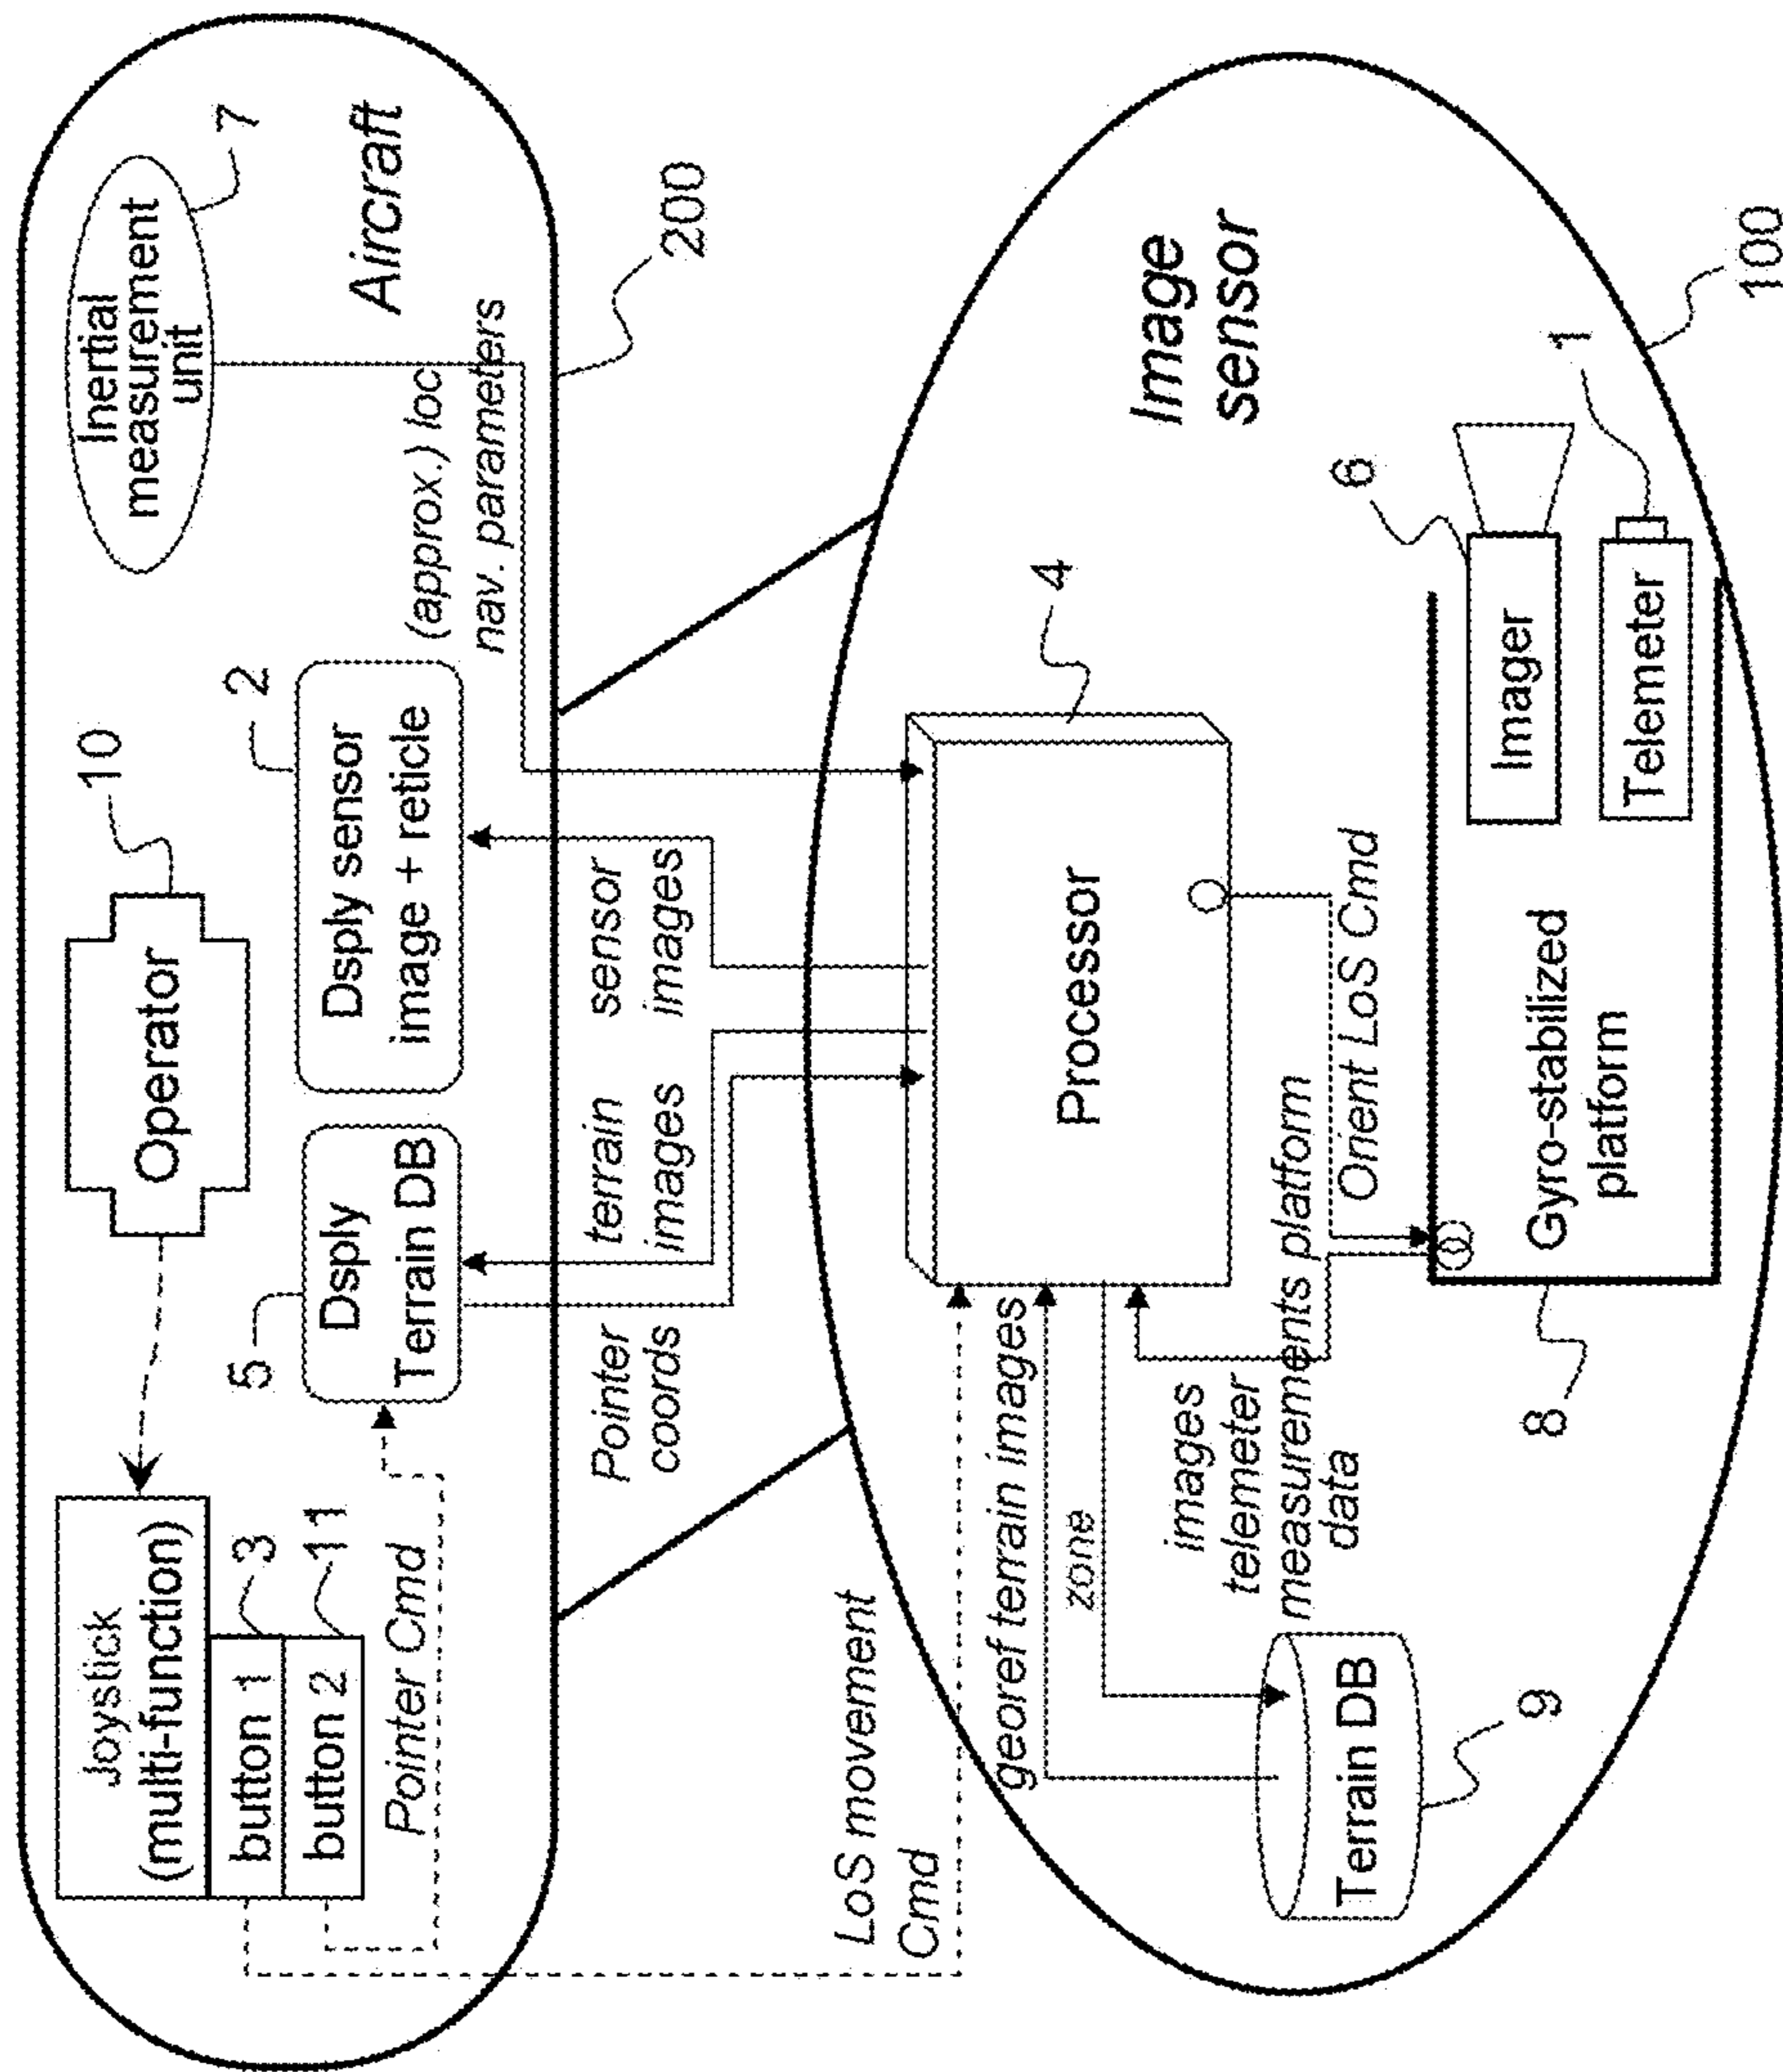 Joystick
(multi-function)
button 1
button 2
3
11
Pointer Cmd
Operator
10
5
Dsply
Terrain DB
2
Dsply sensor
image + reticle
Inertial
measurement
unit
7
Aircraft
200
(approx.) loc
nav. parameters
Pointer
coords
terrain
images
sensor
images
LoS movement
Cmd
georef terrain images
zone
Processor
4
Image
sensor
100
images
telemeter
measurements platform
data
Orient LoS Cmd
Terrain DB
9
8
Gyro-stabilized
platform
Imager
6
Telemeter
1